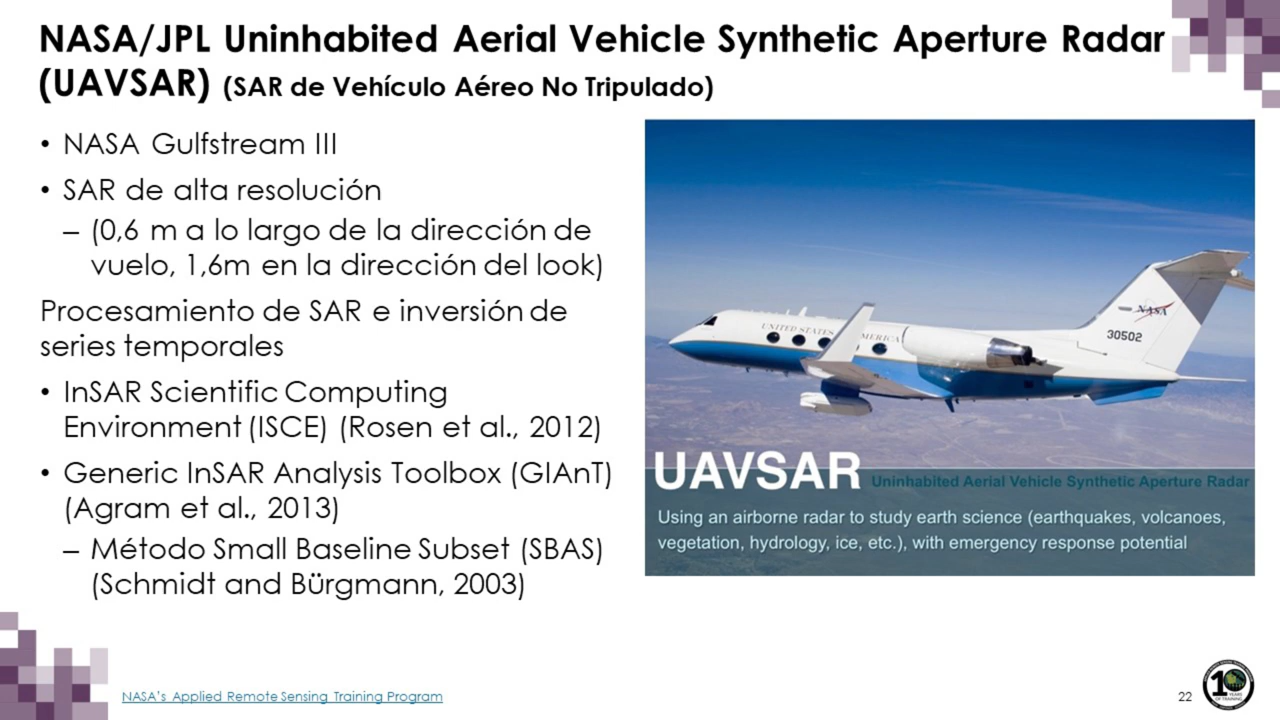 NASA/JPL Uninhabited Aerial Vehicle Synthetic Aperture Radar
(UAVSAR) (SAR de Vehículo Aéreo No Tripulado)
• NASA Gulfstream III
• SAR de alta resolución
– (0,6 m a lo largo de la dirección de
vuelo, 1,6m en la dirección del look)
Procesamiento de SAR e inversión de
series temporales
• InSAR Scientific Computing
Environment (ISCE) (Rosen et al., 2012)
• Generic InSAR Analysis Toolbox (GIAnT)
(Agram et al., 2013)
– Método Small Baseline Subset (SBAS)
(Schmidt and Bürgmann, 2003)
UNITED STATES AMERICA
NASA
30502
UAVSAR Uninhabited Aerial Vehicle Synthetic Aperture Radar
Using an airborne radar to study earth science (earthquakes, volcanoes,
vegetation, hydrology, ice, etc.), with emergency response potential
NASA's Applied Remote Sensing Training Program
22
10
YEARS
OF TRAINING